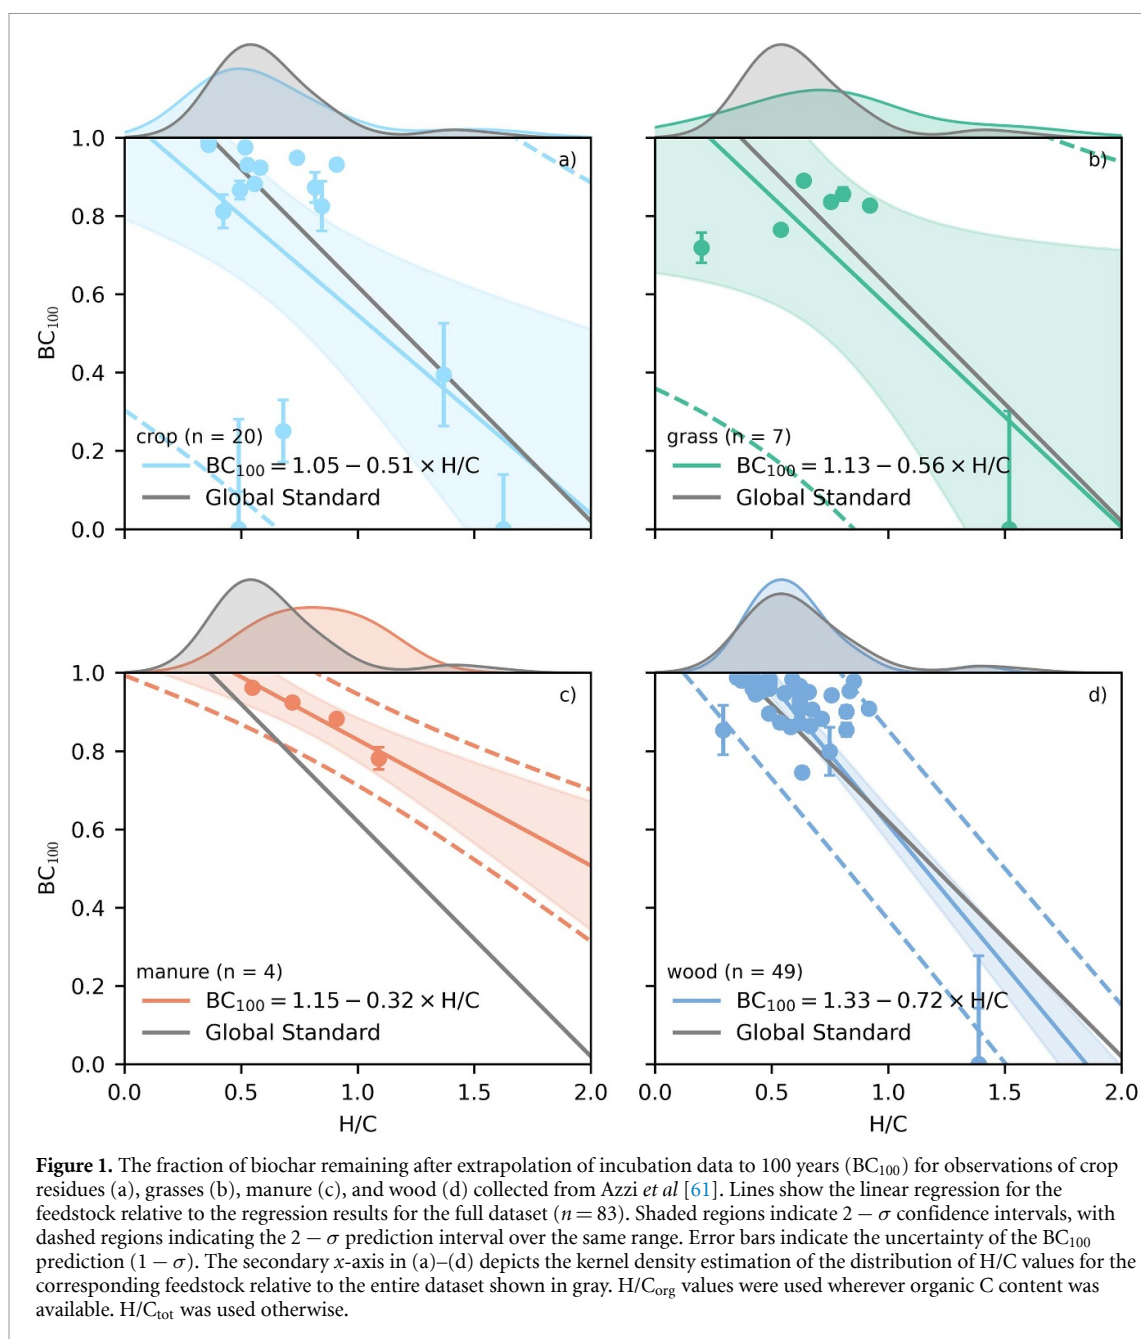 1.0
0.8
0.6
0.4
0.2
0.0
BC100
a)
crop (n = 20)
BC100 = 1.05 − 0.51 × H/C
Global Standard
b)
grass (n = 7)
BC100 = 1.13 − 0.56 × H/C
Global Standard
1.0
0.8
0.6
0.4
0.2
0.0
BC100
c)
manure (n = 4)
BC100 = 1.15 − 0.32 × H/C
Global Standard
0.0 0.5 1.0 1.5 2.0
H/C
d)
wood (n = 49)
BC100 = 1.33 − 0.72 × H/C
Global Standard
0.0 0.5 1.0 1.5 2.0
H/C
Figure 1. The fraction of biochar remaining after extrapolation of incubation data to 100 years (BC100) for observations of crop
residues (a), grasses (b), manure (c), and wood (d) collected from Azzi et al [61]. Lines show the linear regression for the
feedstock relative to the regression results for the full dataset (n = 83). Shaded regions indicate 2 − σ confidence intervals, with
dashed regions indicating the 2 − σ prediction interval over the same range. Error bars indicate the uncertainty of the BC100
prediction (1 − σ). The secondary x-axis in (a)–(d) depicts the kernel density estimation of the distribution of H/C values for the
corresponding feedstock relative to the entire dataset shown in gray. H/Corg values were used wherever organic C content was
available. H/Ctot was used otherwise.